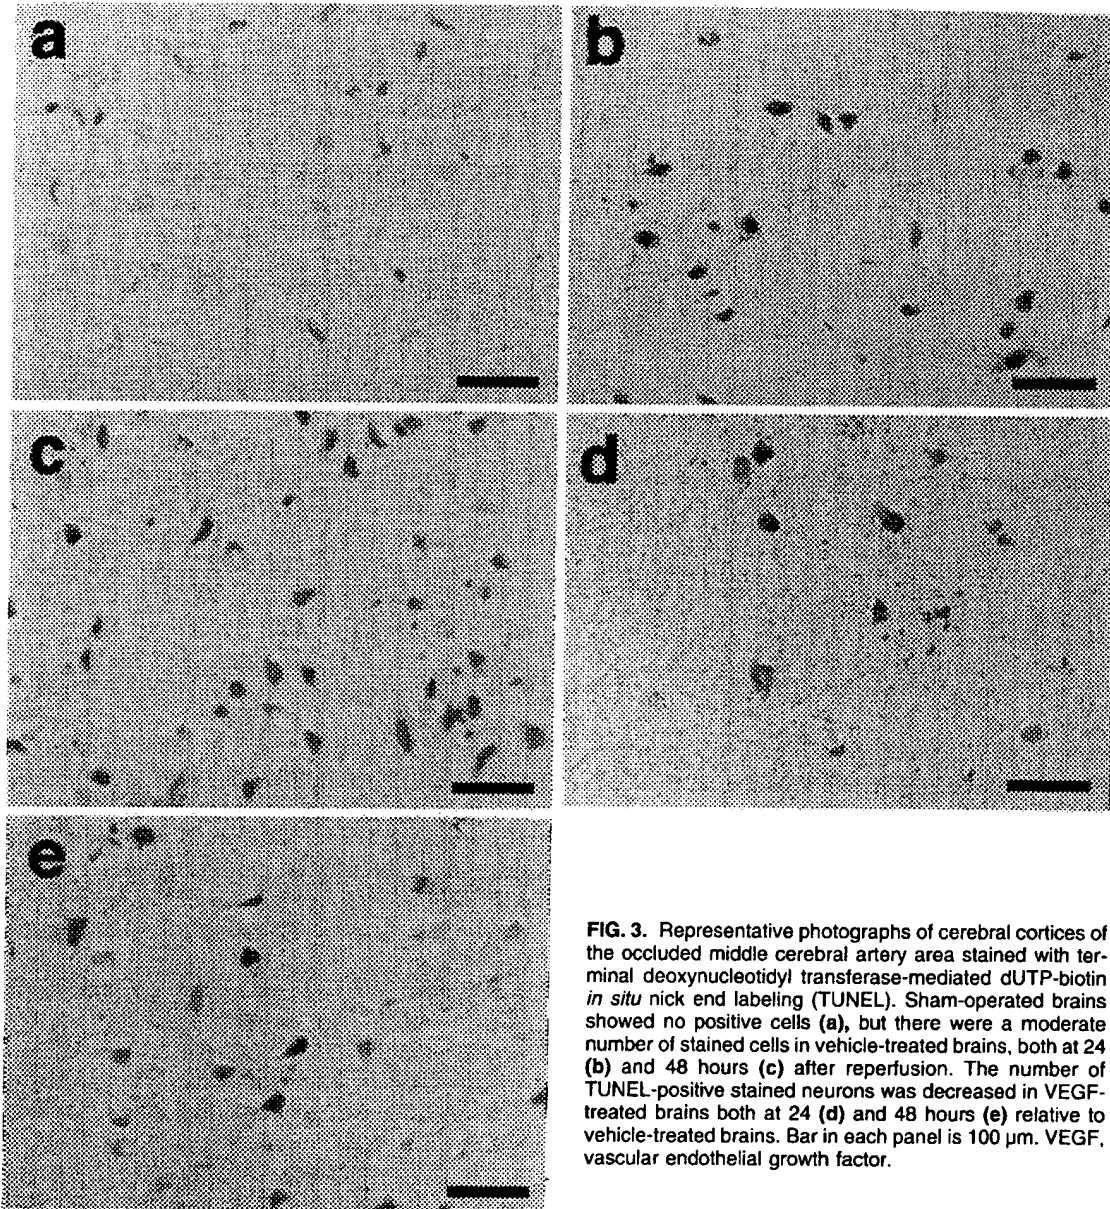 a
b
c
d
e
FIG. 3. Representative photographs of cerebral cortices of
the occluded middle cerebral artery area stained with ter-
minal deoxynucleotidyl transferase-mediated dUTP-biotin
in situ nick end labeling (TUNEL). Sham-operated brains
showed no positive cells (a), but there were a moderate
number of stained cells in vehicle-treated brains, both at 24
(b) and 48 hours (c) after reperfusion. The number of
TUNEL-positive stained neurons was decreased in VEGF-
treated brains both at 24 (d) and 48 hours (e) relative to
vehicle-treated brains. Bar in each panel is 100 μm. VEGF,
vascular endothelial growth factor.